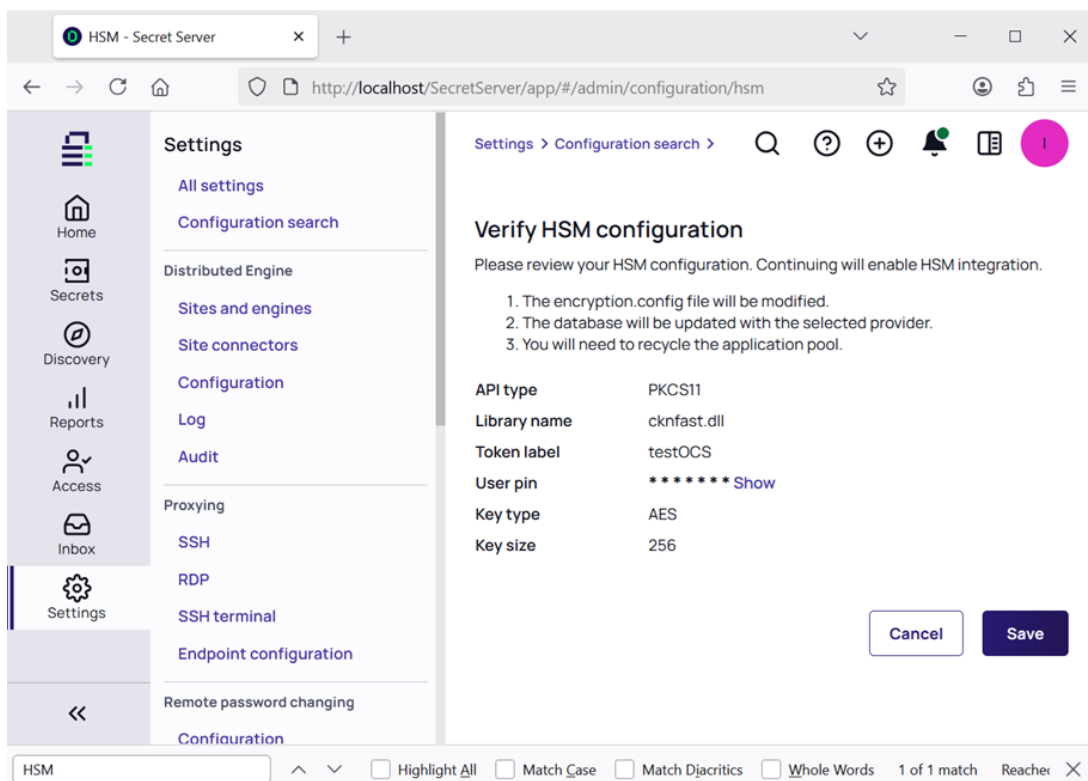 HSM - Secret Server
http://localhost/SecretServer/app/#/admin/configuration/hsm
Home
Secrets
Discovery
Reports
Access
Inbox
Settings
Settings
All settings
Configuration search
Distributed Engine
Sites and engines
Site connectors
Configuration
Log
Audit
Proxying
SSH
RDP
SSH terminal
Endpoint configuration
Remote password changing
Configuration
Settings > Configuration search >
I
Verify HSM configuration
Please review your HSM configuration. Continuing will enable HSM integration.
1. The encryption.config file will be modified.
2. The database will be updated with the selected provider.
3. You will need to recycle the application pool.
API type PKCS11
Library name cknfast.dll
Token label testOCS
User pin * * * * * * * Show
Key type AES
Key size 256
Cancel Save
HSM Highlight All Match Case Match Diacritics Whole Words 1 of 1 match